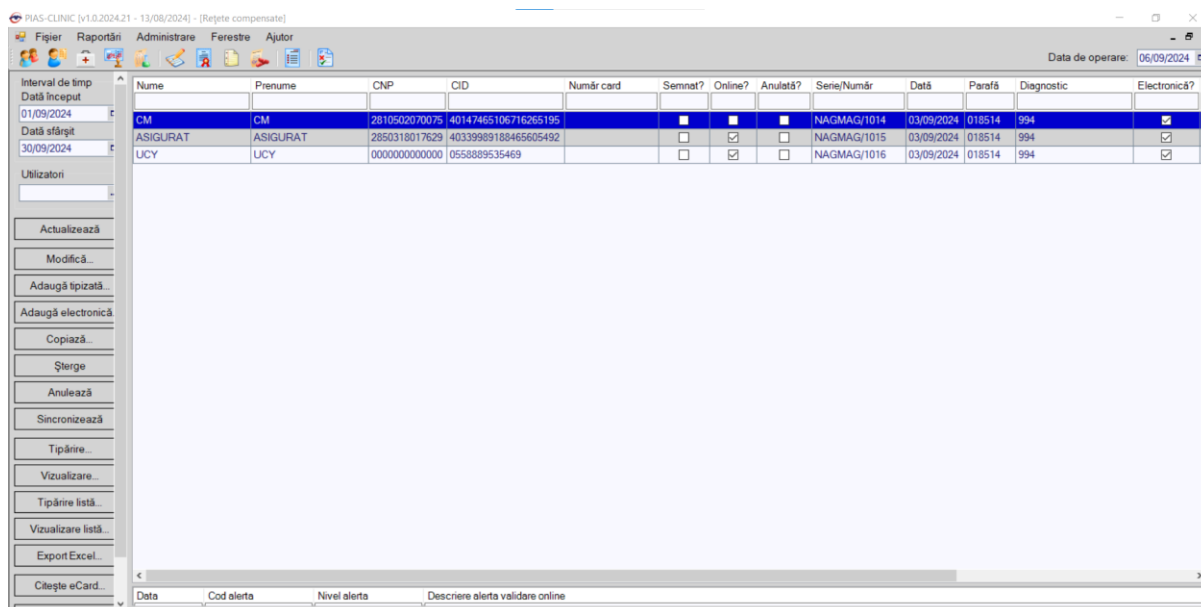 PIAS-CLINIC [v1.0.2024.21 - 13/08/2024] - [Rețete compensate]
Fișier Raportări Administrare Ferestre Ajutor
Data de operare: 06/09/2024
Interval de timp
Dată început
01/09/2024
Dată sfârșit
30/09/2024
Utilizatori
Actualizează
Modifică...
Adaugă tipizată...
Adaugă electronică.
Copiază...
Șterge
Anulează
Sincronizează
Tipărire...
Vizualizare...
Tipărire listă...
Vizualizare listă...
Export Excel...
Citește eCard...
Nume Prenume CNP CID Număr card Semnat? Online? Anulată? Serie/Număr Dată Parafă Diagnostic Electronică?
CM CM 2810502070075 40147465106716265195 NAGMAG/1014 03/09/2024 018514 994
ASIGURAT ASIGURAT 2850318017629 40339989188465605492 NAGMAG/1015 03/09/2024 018514 994
UCY UCY 0000000000000 0558889535469 NAGMAG/1016 03/09/2024 018514 994
Data Cod alerta Nivel alerta Descriere alerta validare online